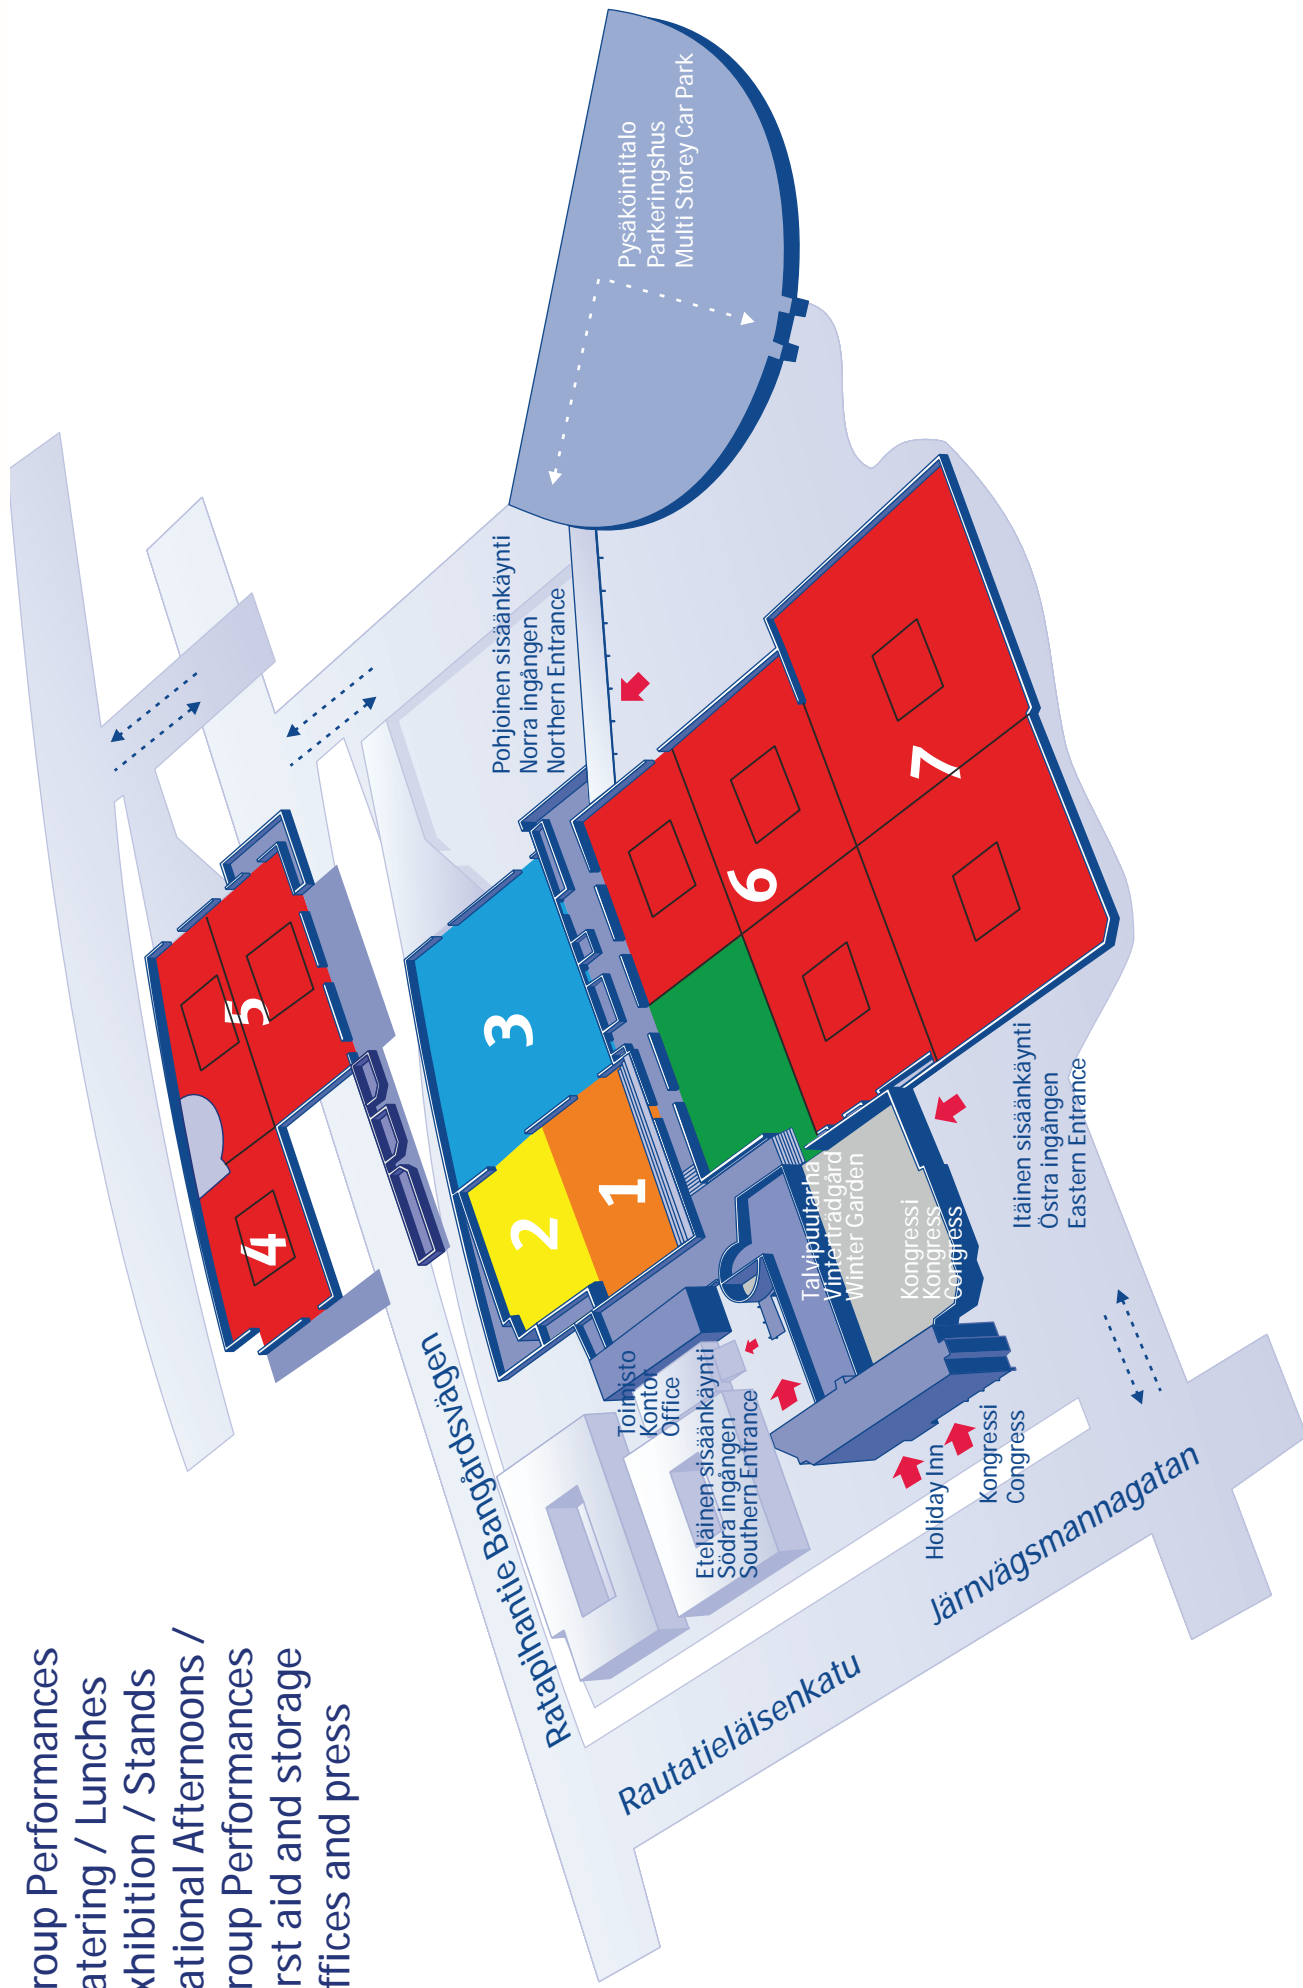 roup Performances
atering / Lunches
xhibition / Stands
ational Afternoons /
roup Performances
rst aid and storage
ffices and press
4
5
Ratapihantie Bangårdsvägen
2
3
1
6
7
Pohjoinen sisäänkäynti
Norra ingången
Northern Entrance
Pysäköintitalo
Parkeringshus
Multi Storey Car Park
Toimisto
Kontor
Office
Eteläinen sisäänkäynti
Södra ingången
Southern Entrance
Talvipuutarha
Vinterträdgård
Winter Garden
Kongressi
Kongress
Congress
Itäinen sisäänkäynti
Östra ingången
Eastern Entrance
Holiday Inn
Kongressi
Congress
Rautatieläisenkatu
Järnvägsmannagatan